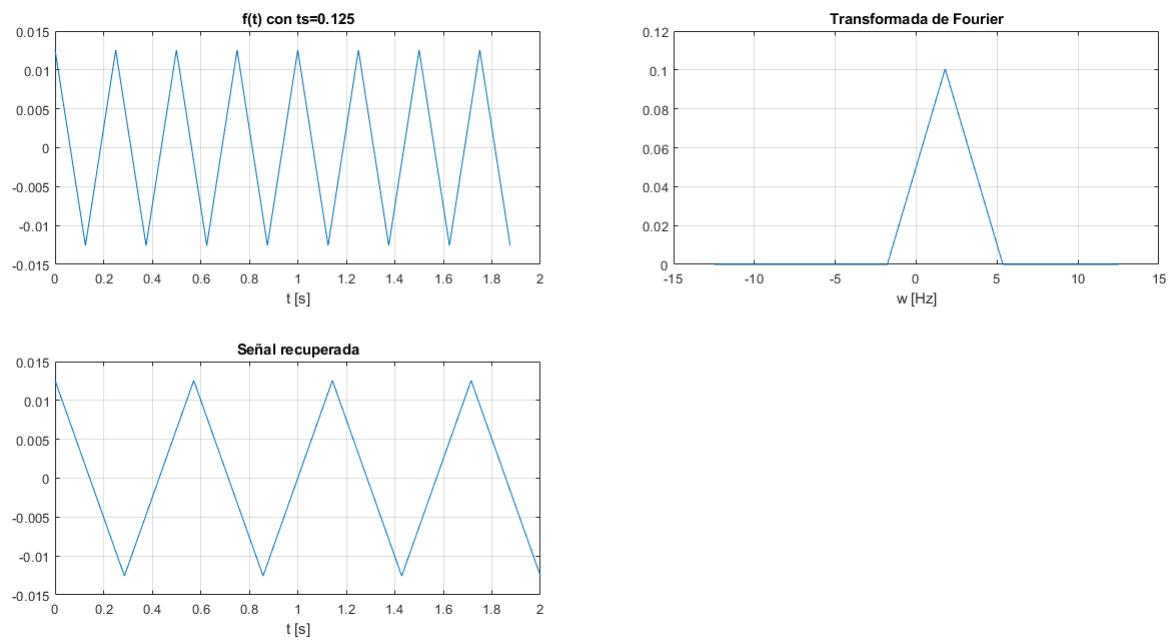 f(t) con ts=0.125
0.015
0.01
0.005
0
-0.005
-0.01
-0.015
0 0.2 0.4 0.6 0.8 1 1.2 1.4 1.6 1.8 2
t [s]
Transformada de Fourier
0.12
0.1
0.08
0.06
0.04
0.02
0
-15 -10 -5 0 5 10 15
w [Hz]
Señal recuperada
0.015
0.01
0.005
0
-0.005
-0.01
-0.015
0 0.2 0.4 0.6 0.8 1 1.2 1.4 1.6 1.8 2
t [s]